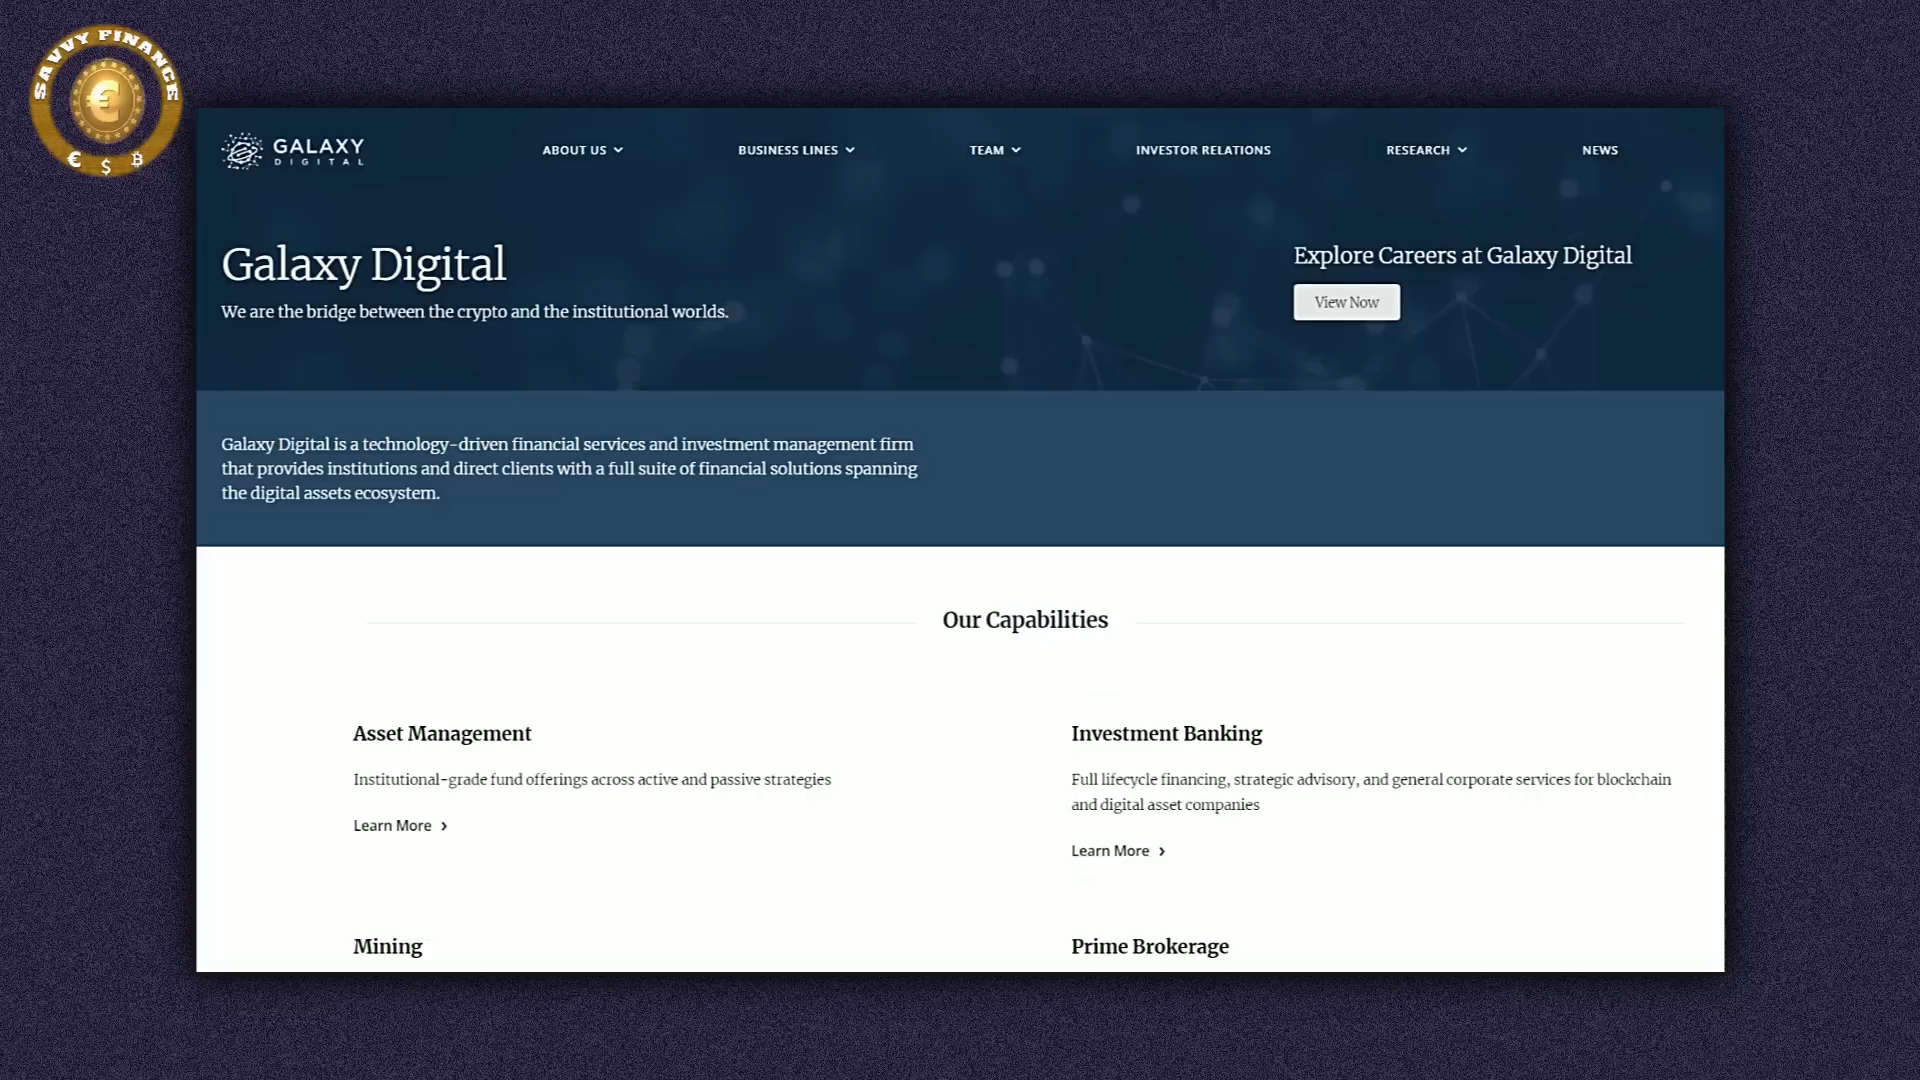 SAVVY FINANCE
€ $ ₿
GALAXY
DIGITAL
ABOUT US
BUSINESS LINES
TEAM
INVESTOR RELATIONS
RESEARCH
NEWS
Galaxy Digital
We are the bridge between the crypto and the institutional worlds.
Explore Careers at Galaxy Digital
View Now
Galaxy Digital is a technology-driven financial services and investment management firm
that provides institutions and direct clients with a full suite of financial solutions spanning
the digital assets ecosystem.
Our Capabilities
Asset Management
Institutional-grade fund offerings across active and passive strategies
Learn More
Investment Banking
Full lifecycle financing, strategic advisory, and general corporate services for blockchain
and digital asset companies
Learn More
Mining
Prime Brokerage